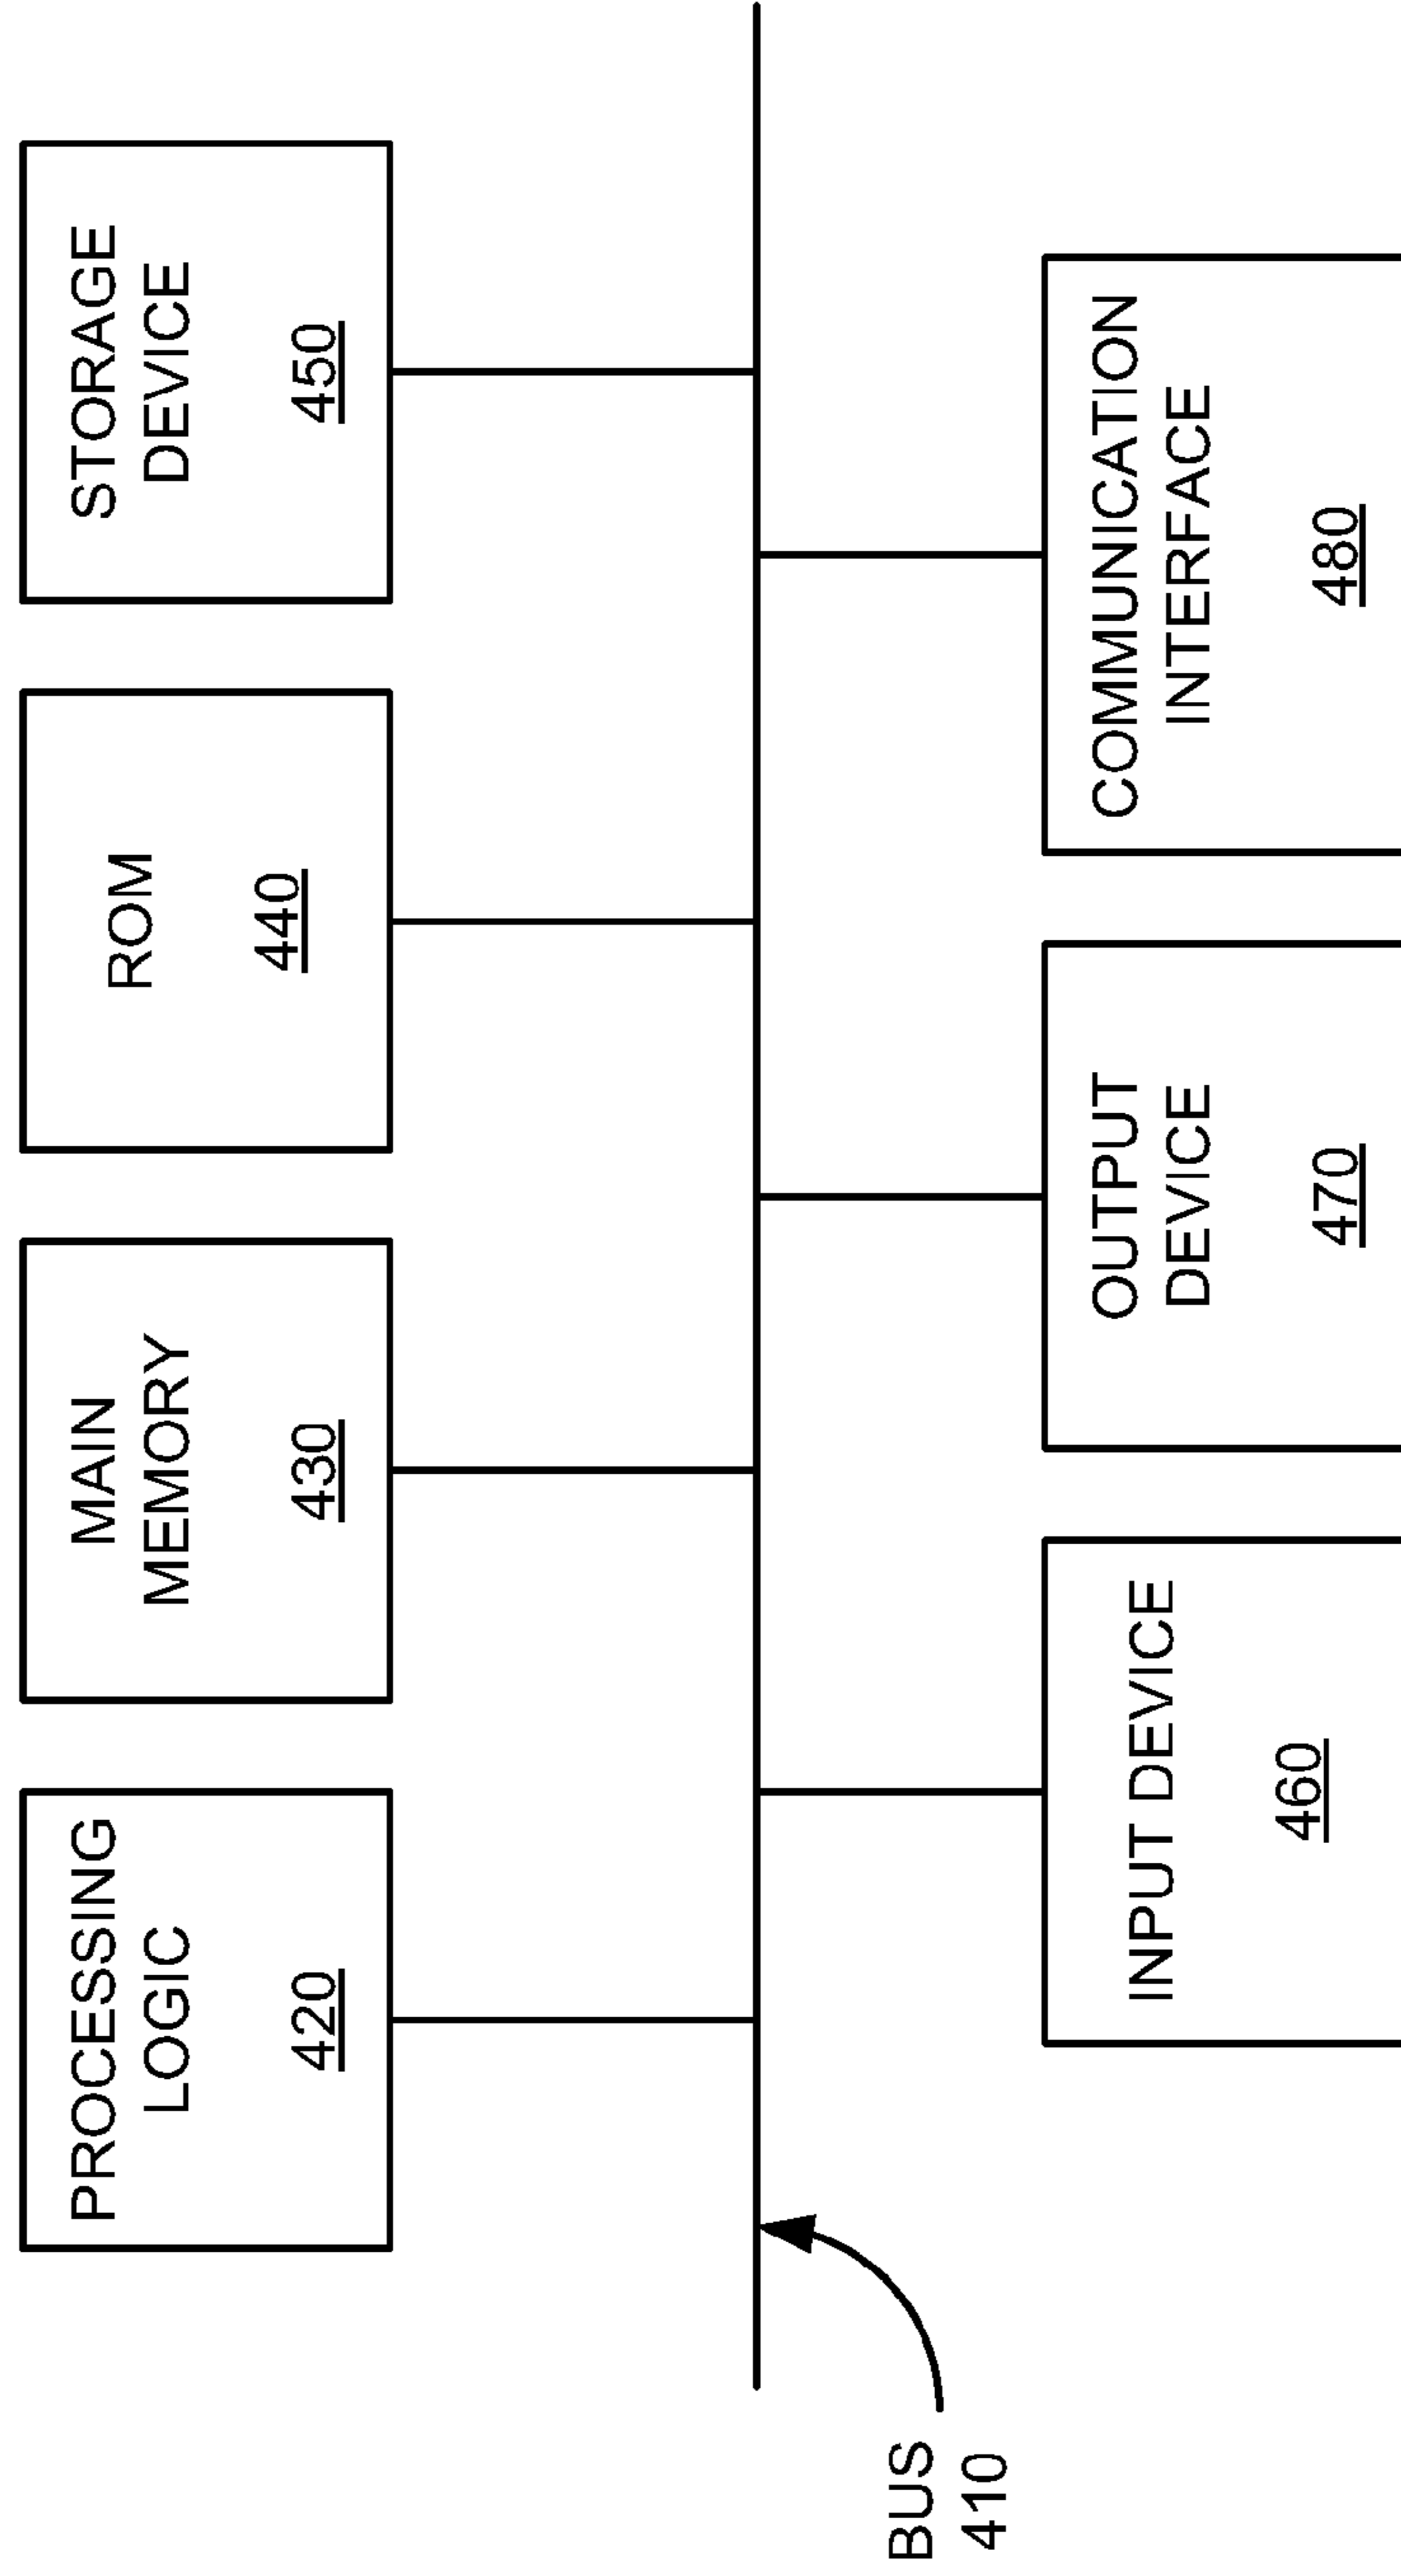 PROCESSING
LOGIC
420
MAIN
MEMORY
430
ROM
440
STORAGE
DEVICE
450
BUS
410
INPUT DEVICE
460
OUTPUT
DEVICE
470
COMMUNICATION
INTERFACE
480